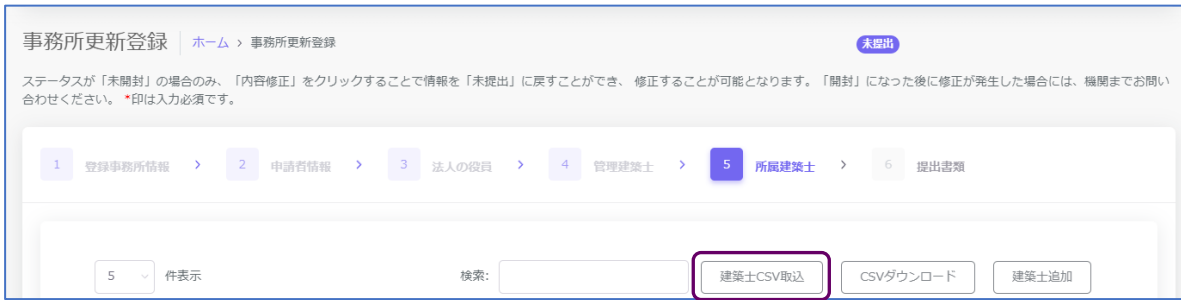 事務所更新登録 ホーム > 事務所更新登録 未提出
ステータスが「未開封」の場合のみ、「内容修正」をクリックすることで情報を「未提出」に戻すことができ、 修正することが可能となります。「開封」になった後に修正が発生した場合には、機関までお問い
合わせください。 *印は入力必須です。
1 登録事務所情報 > 2 申請者情報 > 3 法人の役員 > 4 管理建築士 > 5 所属建築士 > 6 提出書類
5 件表示 検索: 建築士CSV取込 CSVダウンロード 建築士追加